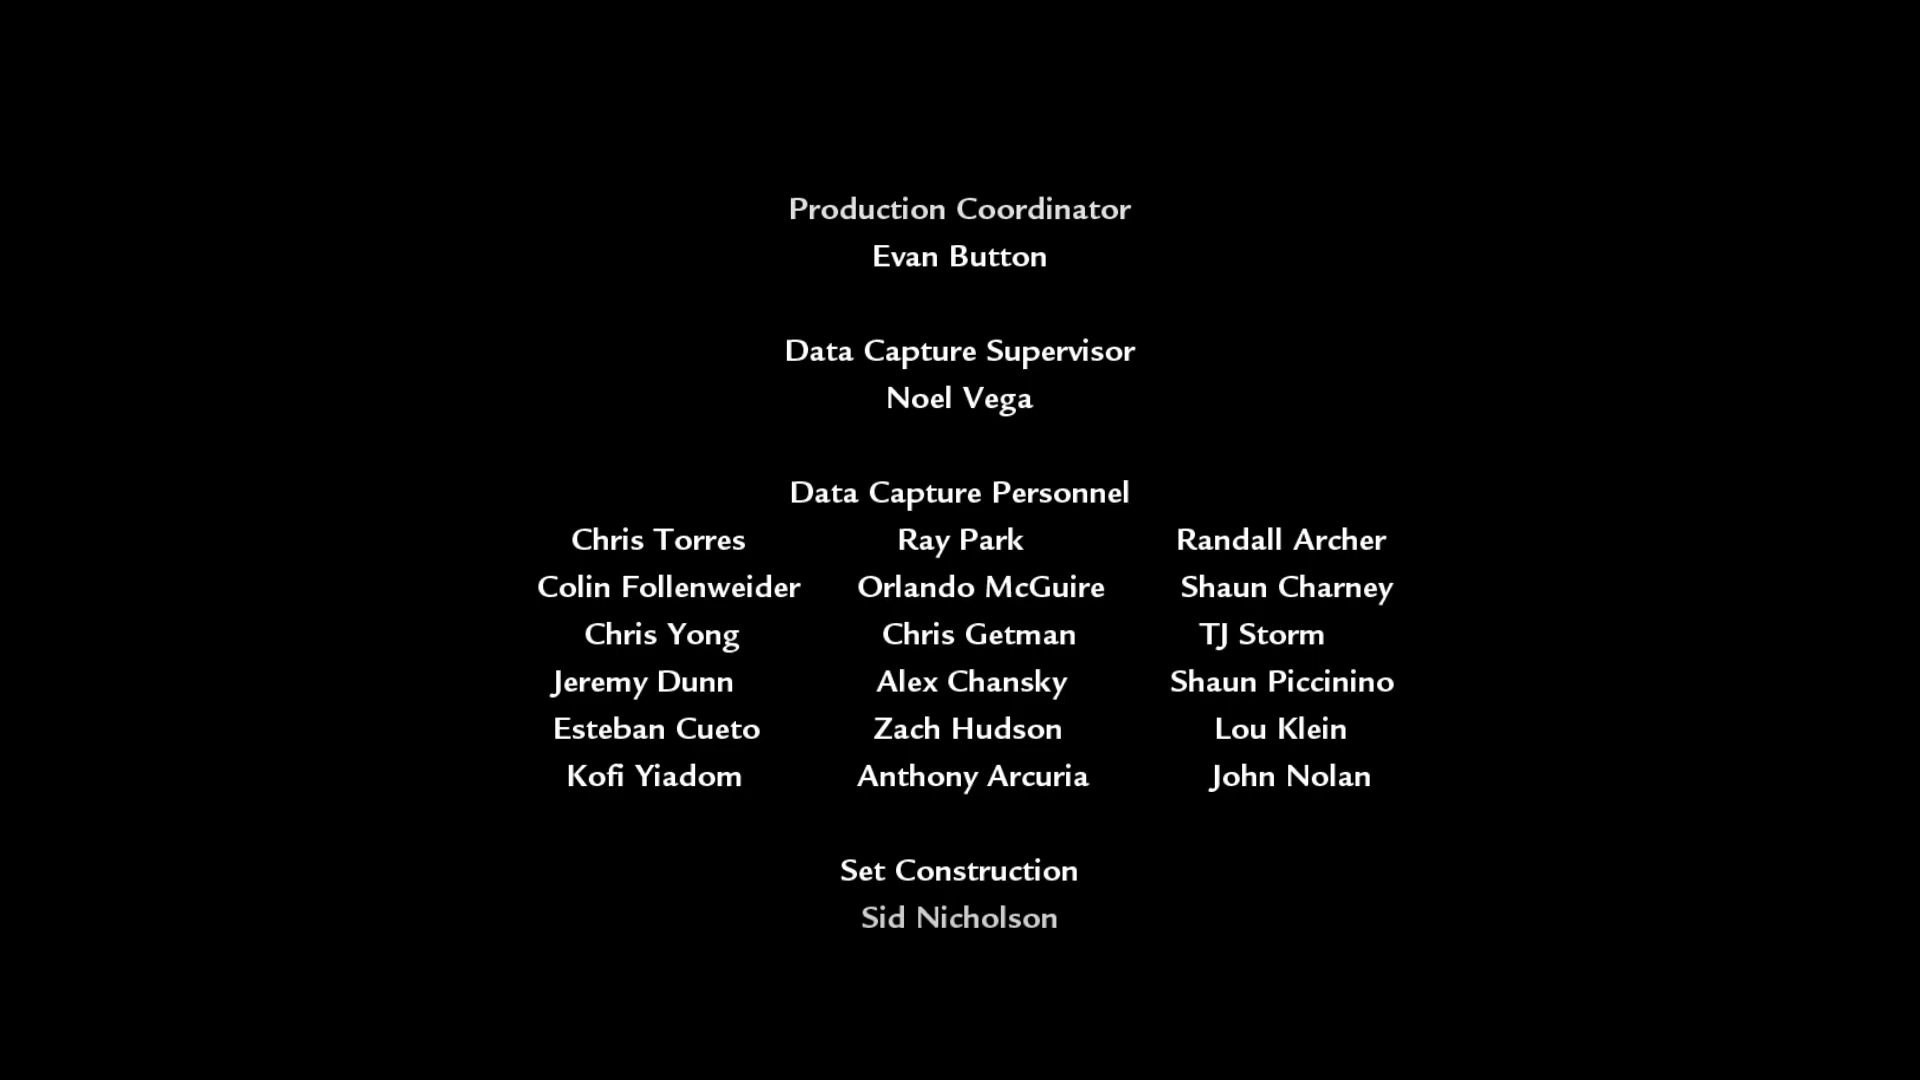 Production Coordinator
Evan Button
Data Capture Supervisor
Noel Vega
Data Capture Personnel
Chris Torres Ray Park Randall Archer
Colin Follenweider Orlando McGuire Shaun Charney
Chris Yong Chris Getman TJ Storm
Jeremy Dunn Alex Chansky Shaun Piccinino
Esteban Cueto Zach Hudson Lou Klein
Kofi Yiadom Anthony Arcuria John Nolan
Set Construction
Sid Nicholson